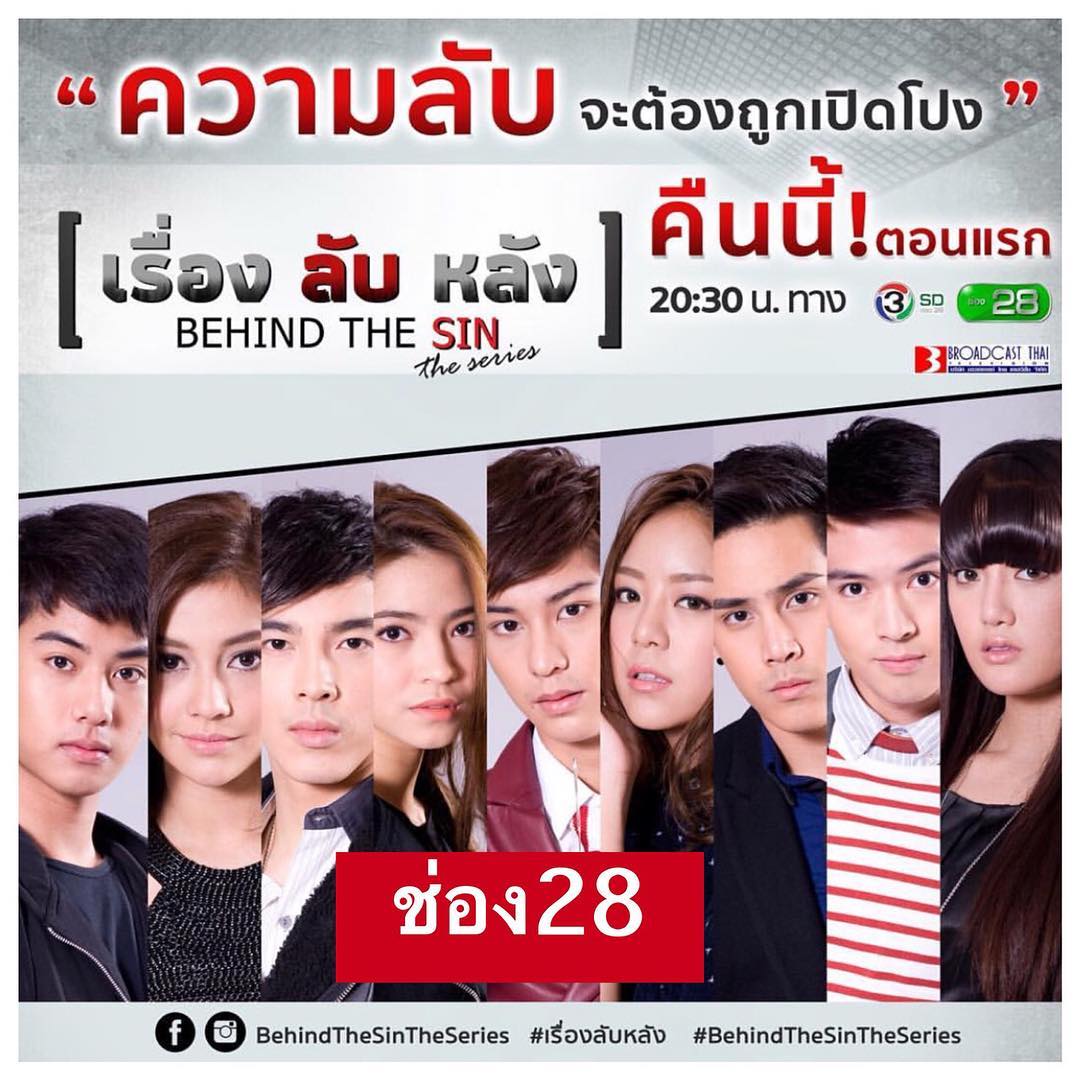 “ ความลับ จะต้องถูกเปิดโปง ”
[ เรื่อง ลับ หลัง ]
BEHIND THE SIN
the series
คืนนี้! ตอนแรก
20:30 น. ทาง 3 SD ช่อง 28
BROADCAST THAI
ช่อง28
BehindTheSinTheSeries #เรื่องลับหลัง #BehindTheSinTheSeries